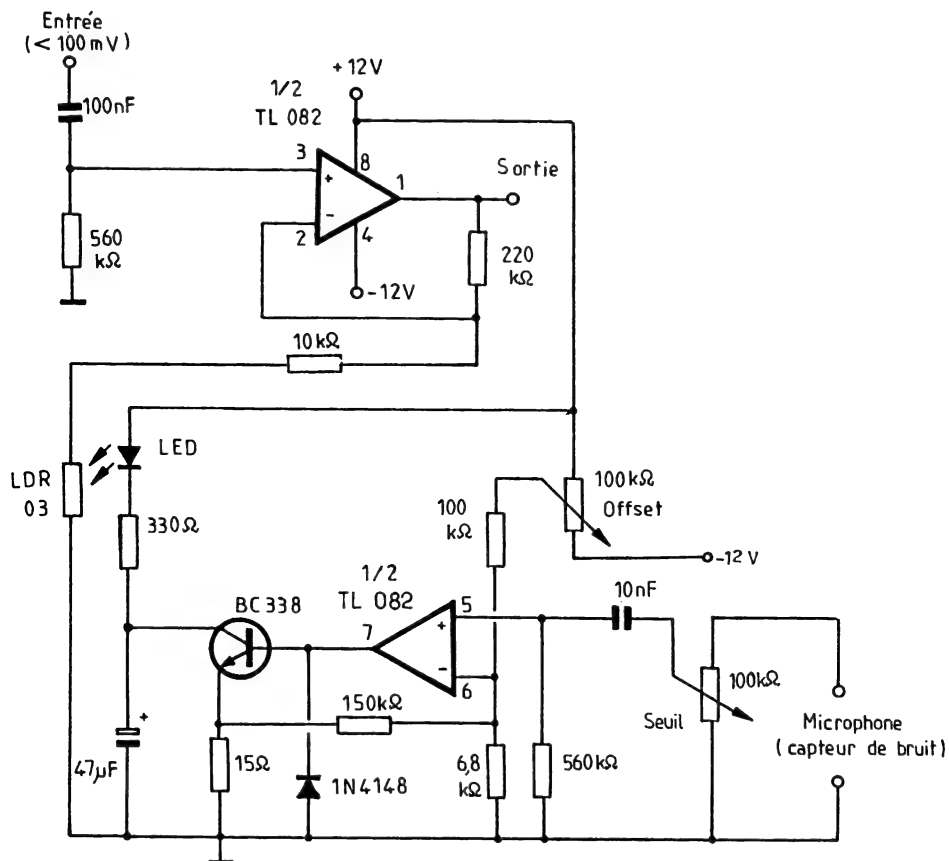 Entrée
(< 100 mV)
100nF
560
kΩ
1/2
TL 082
+12V
3
8
+
1
-
2
4
-12V
Sortie
220
kΩ
10kΩ
LED
LDR
03
330Ω
100
kΩ
100kΩ
Offset
-12 V
10nF
1/2
TL 082
BC 338
7
5
+
-
6
150kΩ
100kΩ
Seuil
Microphone
(capteur de bruit)
+
47µF
15Ω
1N4148
6,8
kΩ
560kΩ